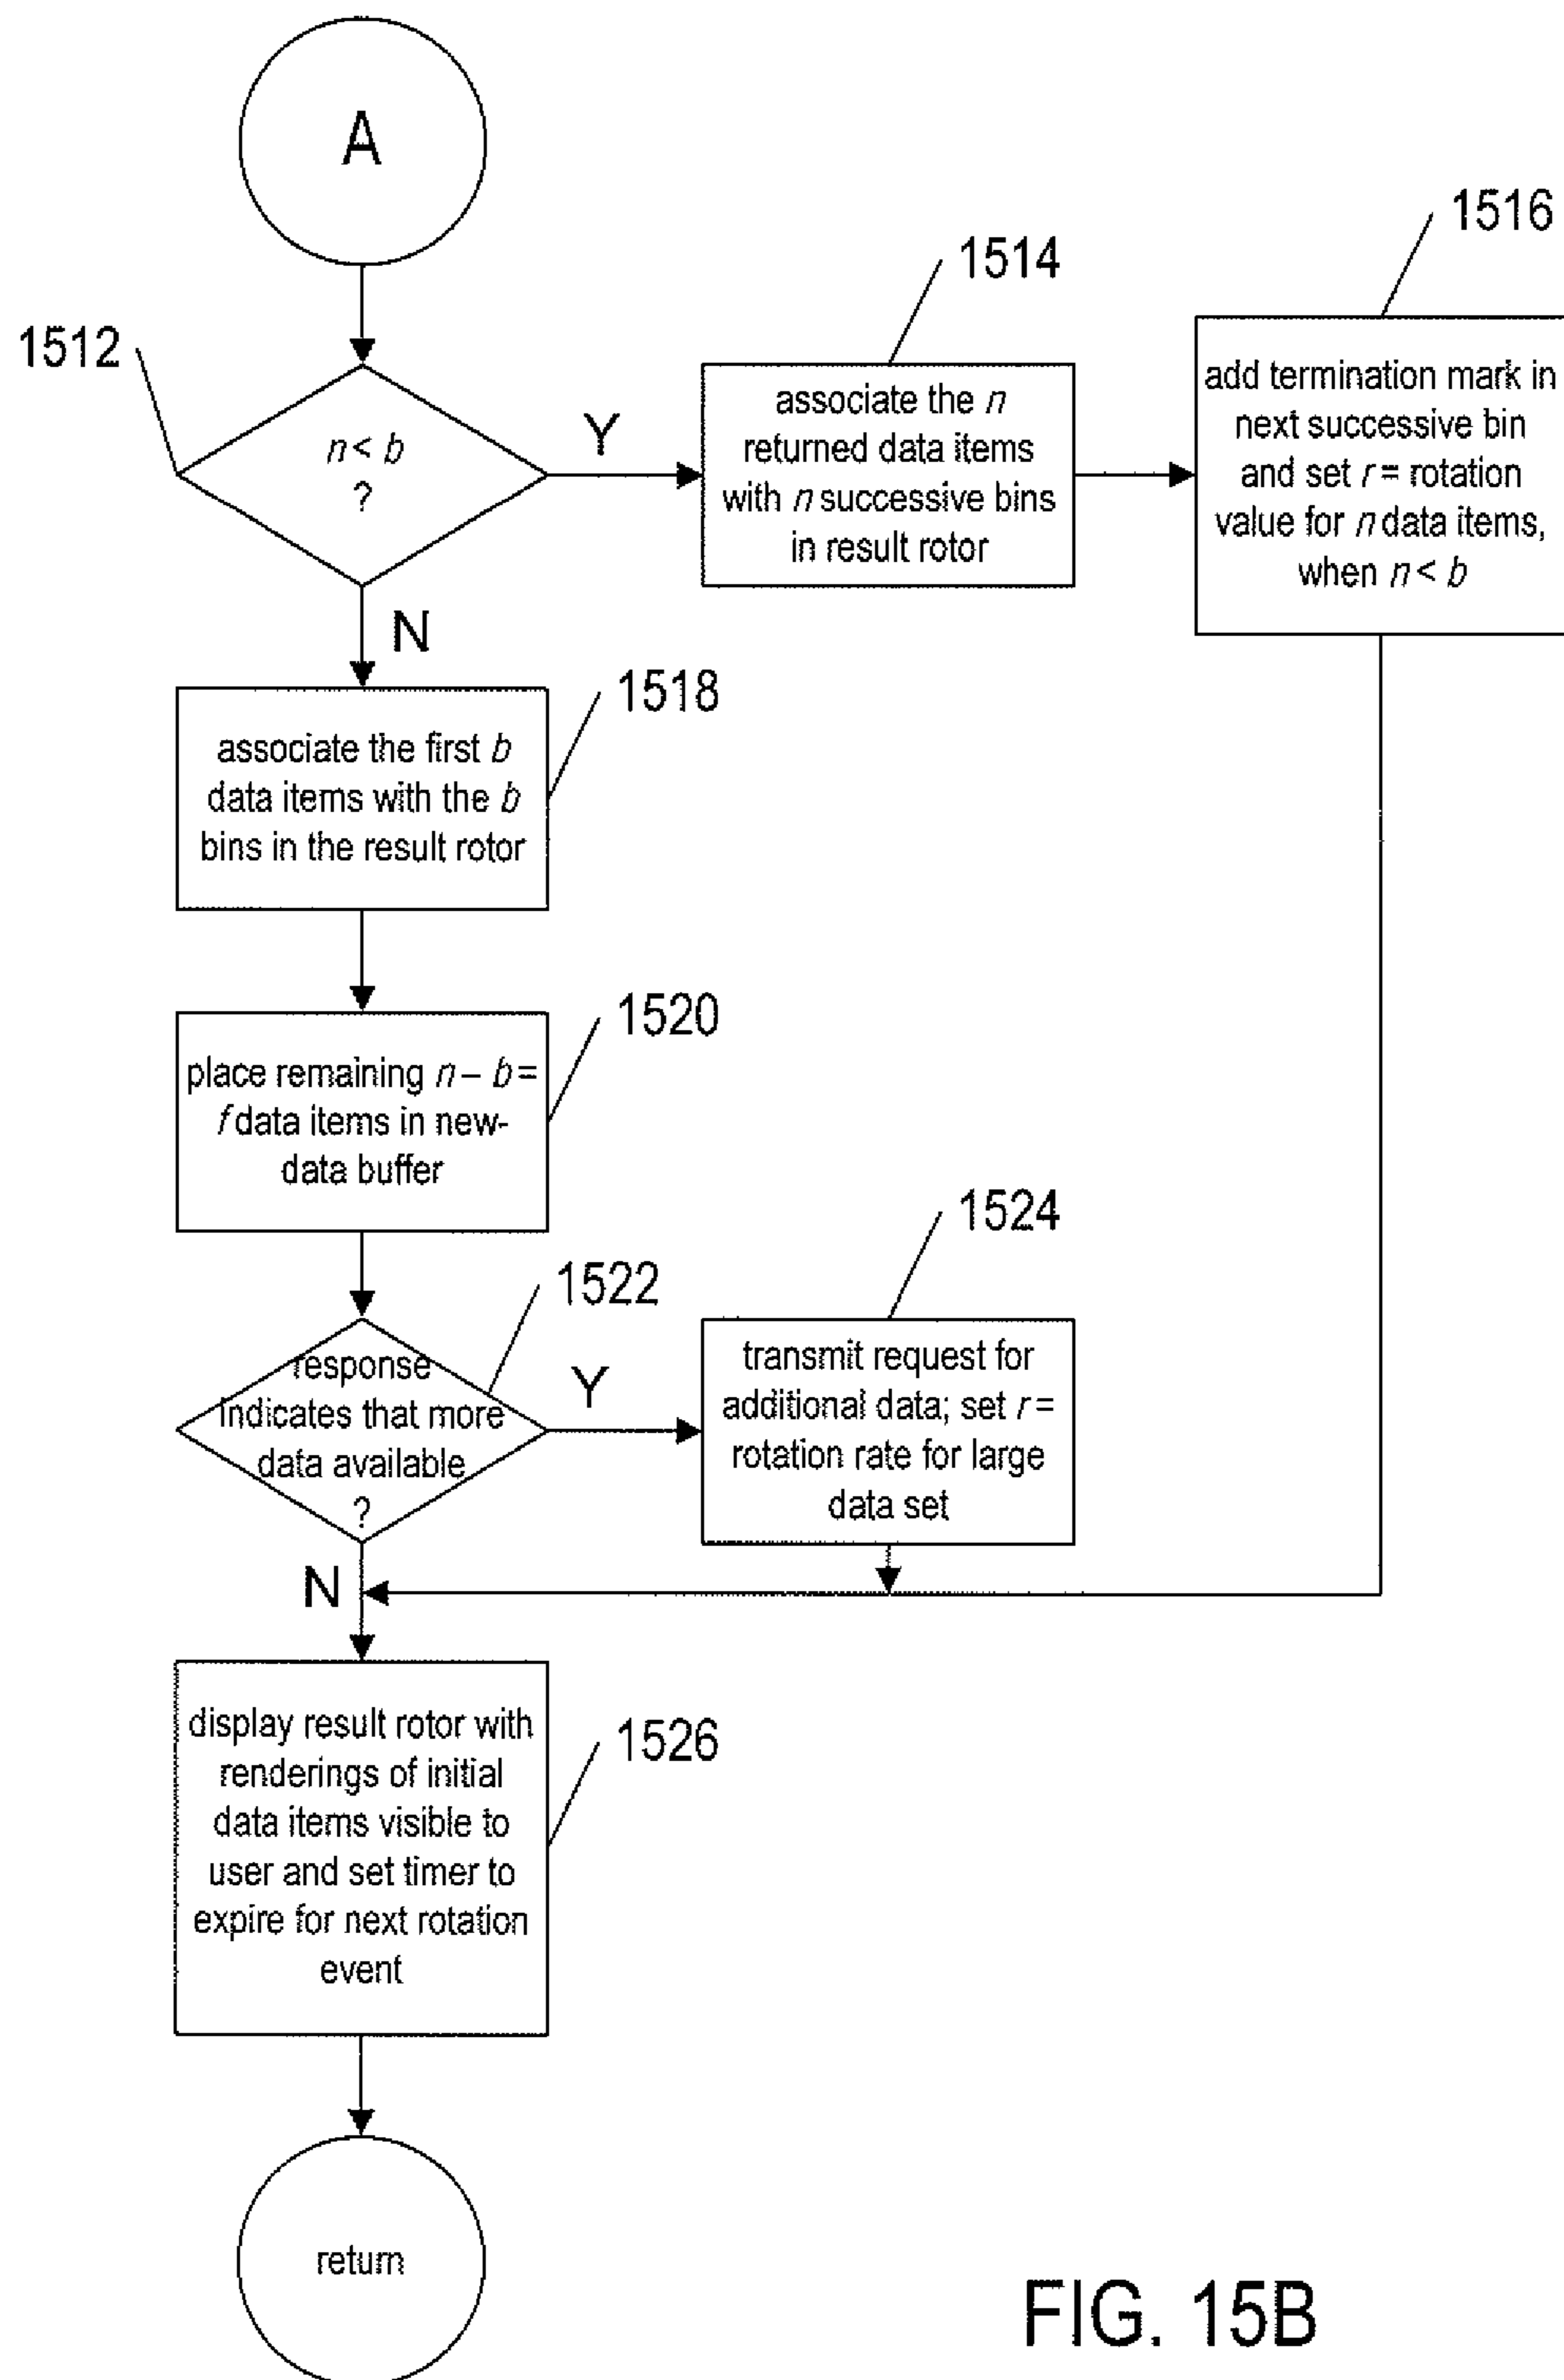 A
1512
n < b
?
Y
1514
associate the n
returned data items
with n successive bins
in result rotor
1516
add termination mark in
next successive bin
and set r = rotation
value for n data items,
when n < b
N
1518
associate the first b
data items with the b
bins in the result rotor
1520
place remaining n – b =
f data items in new-
data buffer
1522
response
indicates that more
data available
?
Y
1524
transmit request for
additional data; set r =
rotation rate for large
data set
N
1526
display result rotor with
renderings of initial
data items visible to
user and set timer to
expire for next rotation
event
return
FIG. 15B